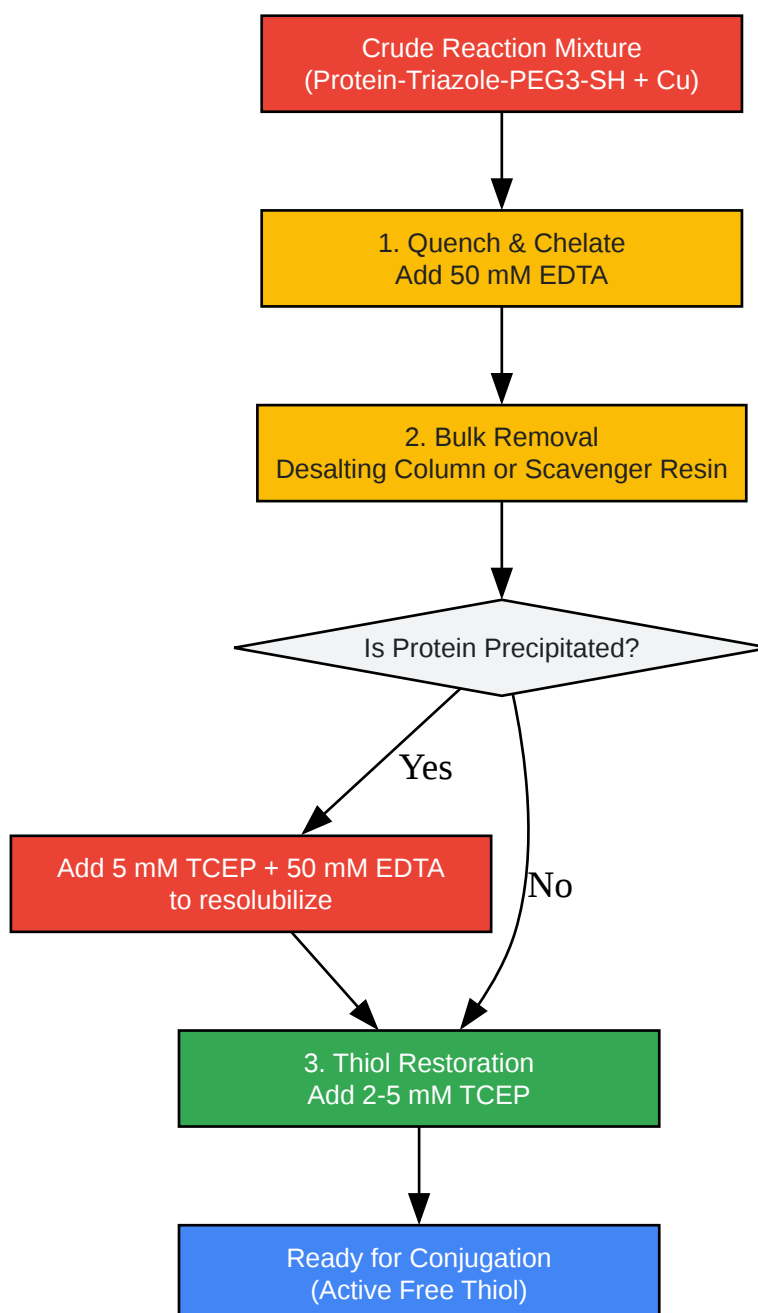 Crude Reaction Mixture
(Protein-Triazole-PEG3-SH + Cu)
1. Quench & Chelate
Add 50 mM EDTA
2. Bulk Removal
Desalting Column or Scavenger Resin
Is Protein Precipitated?
Yes
Add 5 mM TCEP + 50 mM EDTA
to resolubilize
No
3. Thiol Restoration
Add 2-5 mM TCEP
Ready for Conjugation
(Active Free Thiol)